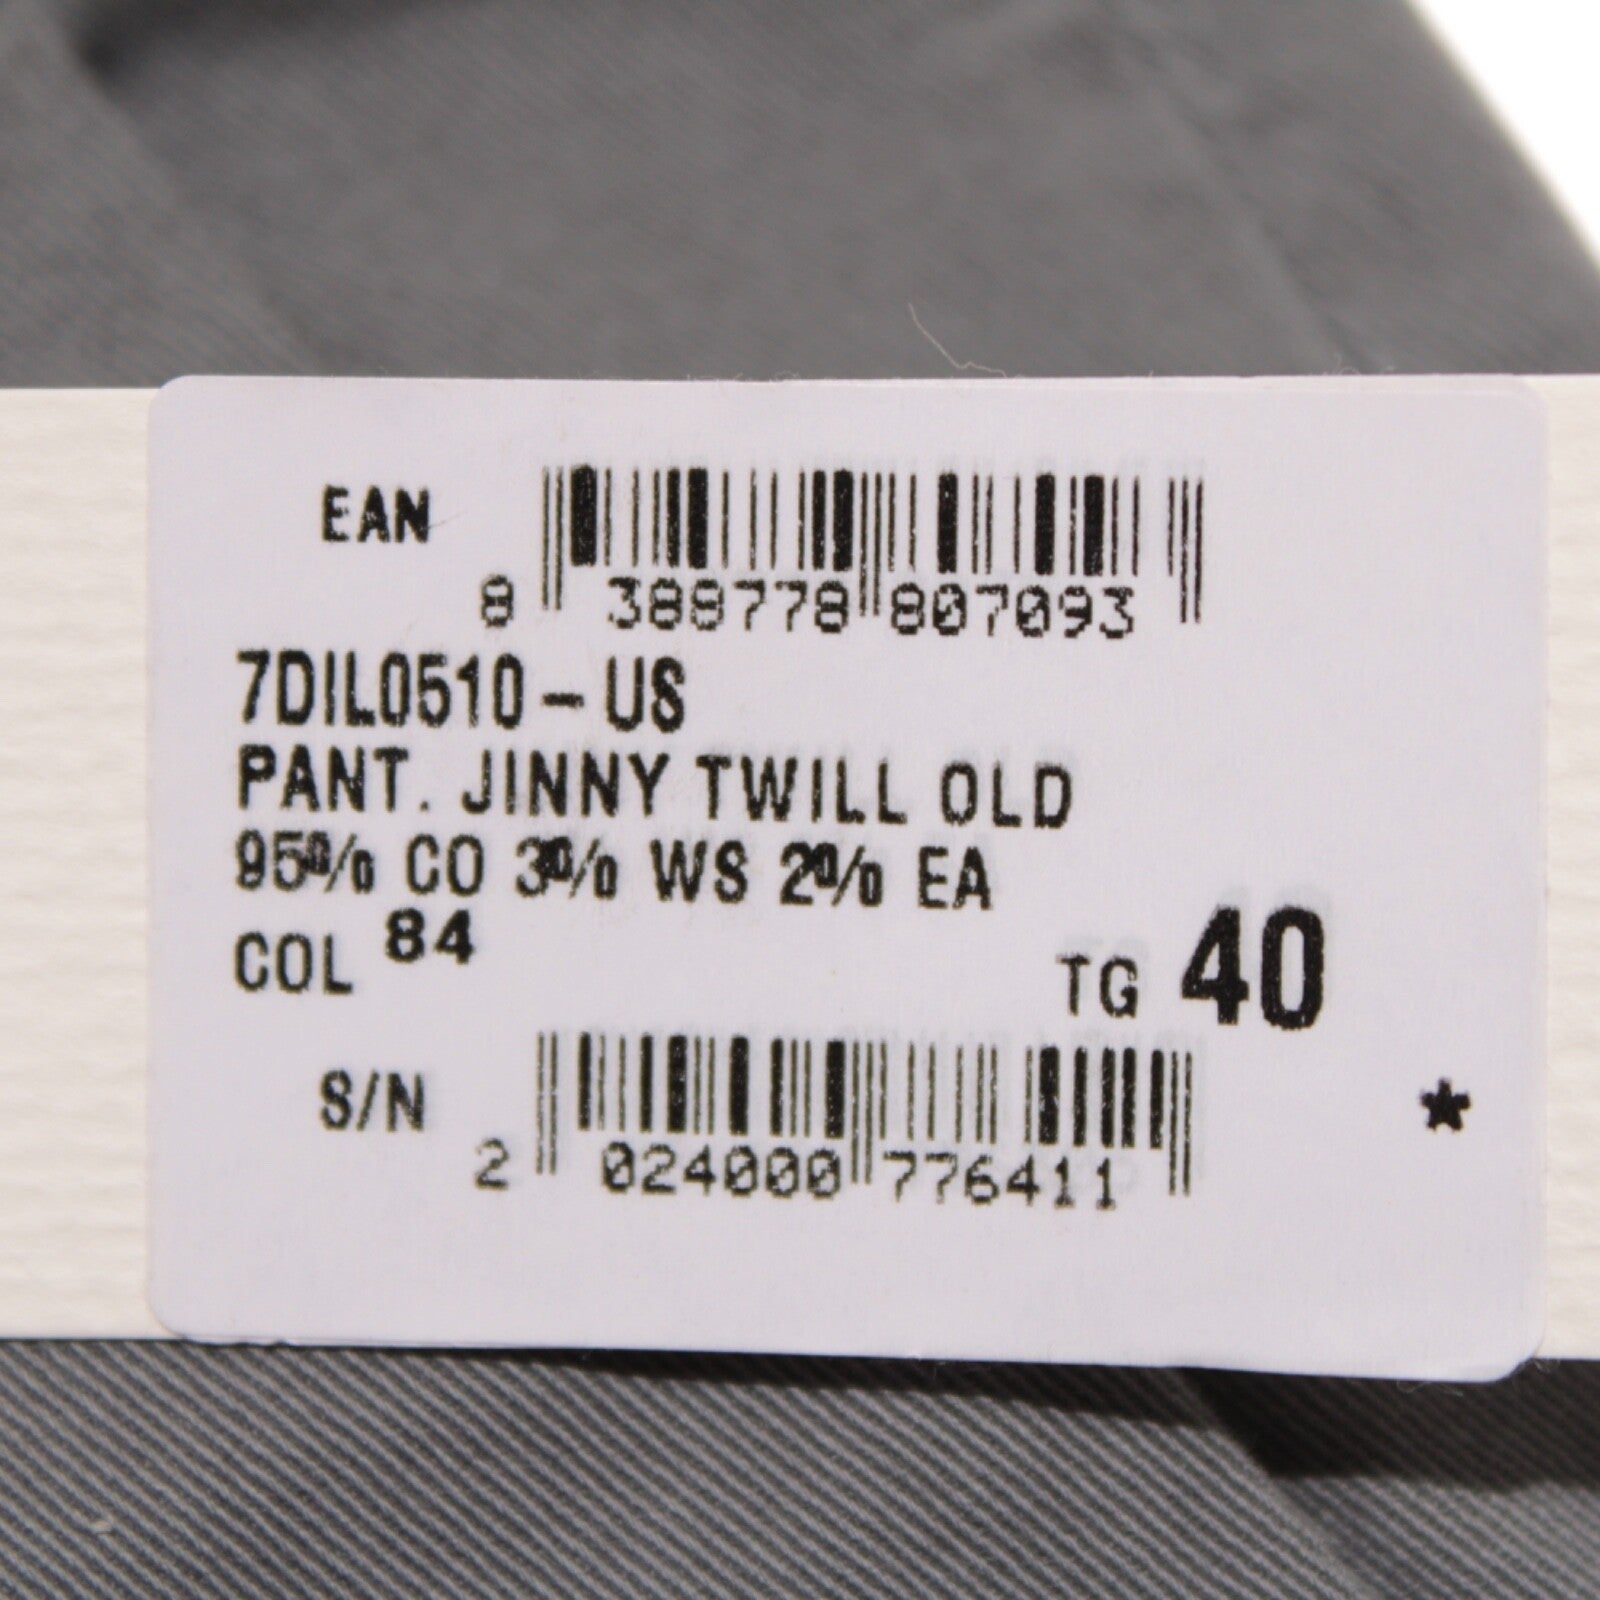 EAN
8 388778 807093
7DIL0510-US
PANT. JINNY TWILL OLD
95% CO 3% WS 2% EA
COL 84
TG 40
S/N
2 024000 776411
*